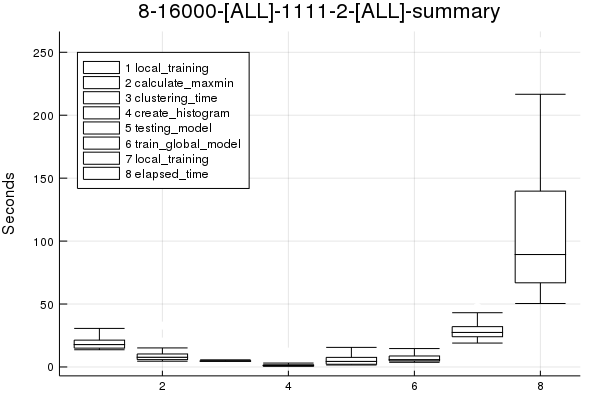 8-16000-[ALL]-1111-2-[ALL]-summary
250
1 local_training
2 calculate_maxmin
3 clustering_time
4 create_histogram
5 testing_model
6 train_global_model
7 local_training
8 elapsed_time
200
150
100
50
0
Seconds
2 4 6 8